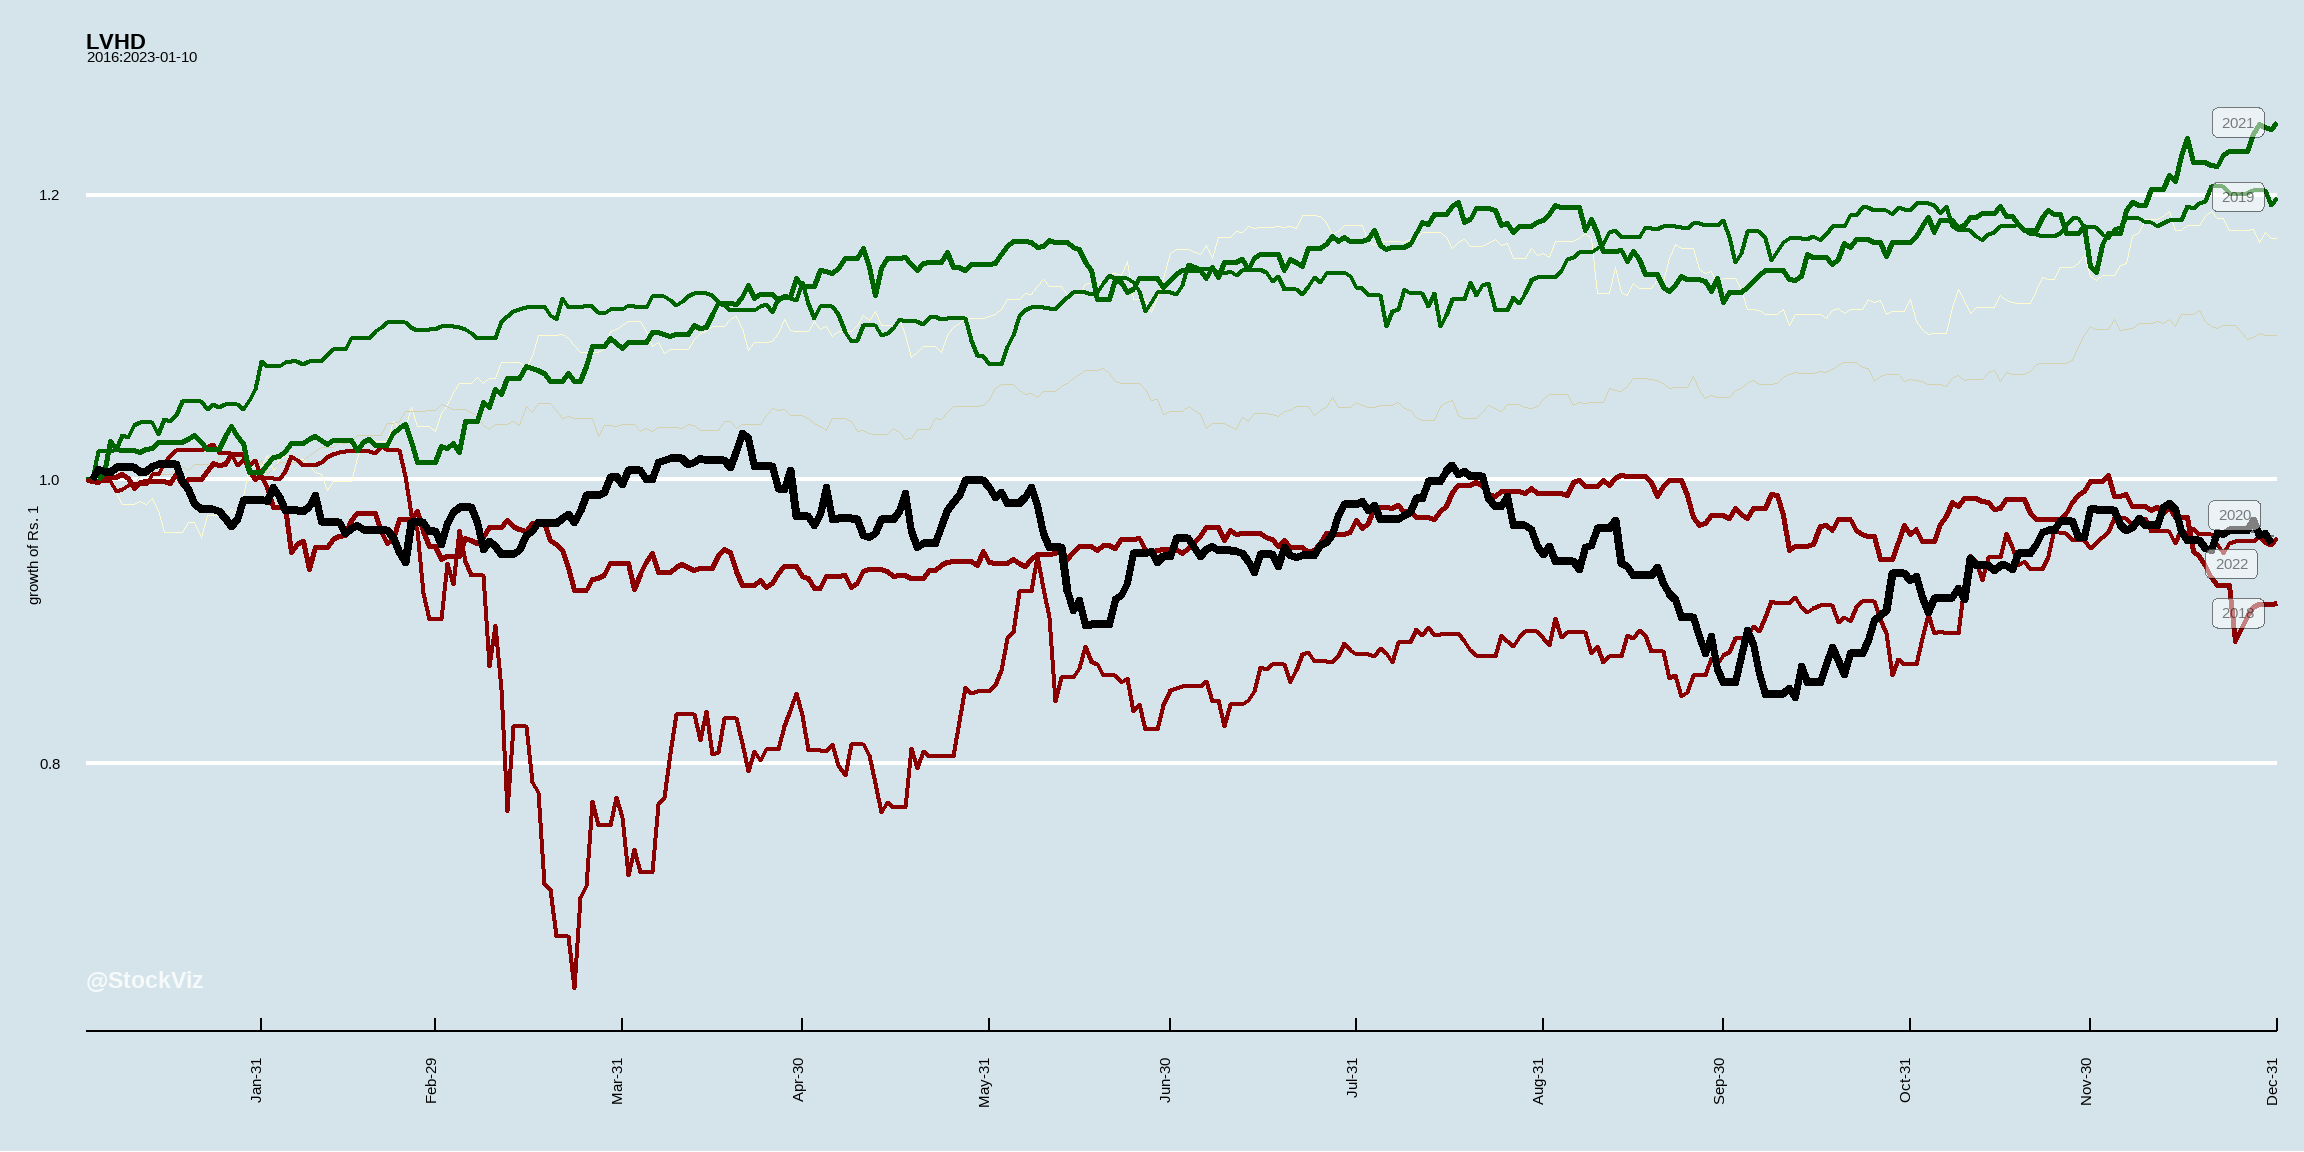 LVHD
2016:2023-01-10
2021
1.2
2019
1.0
growth of Rs. 1
2020
2022
2018
0.8
@StockViz
Jan-31
Feb-29
Mar-31
Apr-30
May-31
Jun-30
Jul-31
Aug-31
Sep-30
Oct-31
Nov-30
Dec-31